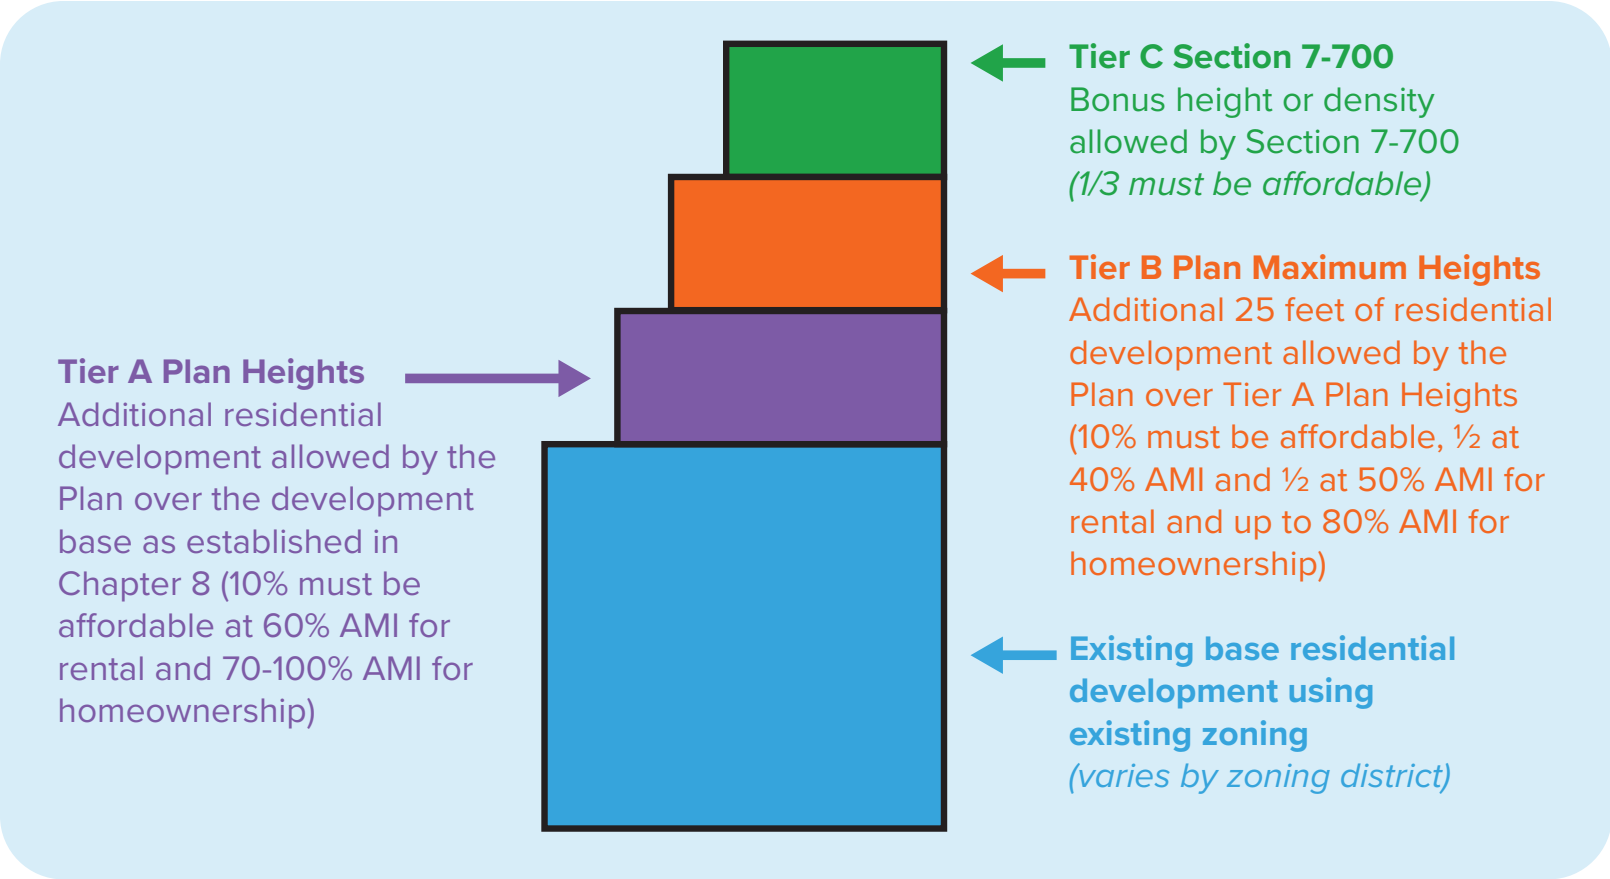 Tier C Section 7-700
Bonus height or density
allowed by Section 7-700
(1/3 must be affordable)
Tier B Plan Maximum Heights
Additional 25 feet of residential
development allowed by the
Plan over Tier A Plan Heights
(10% must be affordable, ½ at
40% AMI and ½ at 50% AMI for
rental and up to 80% AMI for
homeownership)
Tier A Plan Heights
Additional residential
development allowed by the
Plan over the development
base as established in
Chapter 8 (10% must be
affordable at 60% AMI for
rental and 70-100% AMI for
homeownership)
Existing base residential
development using
existing zoning
(varies by zoning district)